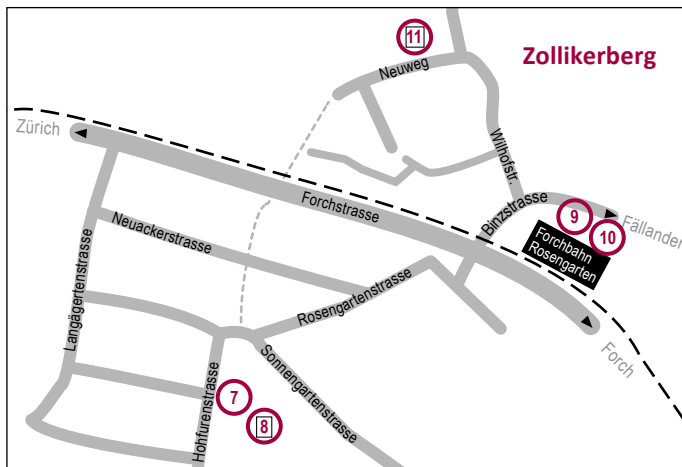 11
Zollikerberg
Neuweg
Zürich
Wilhofstr.
Forchstrasse
Binzstrasse
9
Fällanden
10
Forchbahn
Rosengarten
Neuackerstrasse
Langägertenstrasse
Rosengartenstrasse
Forch
Sonnengartenstrasse
Hohfurenstrasse
7
8